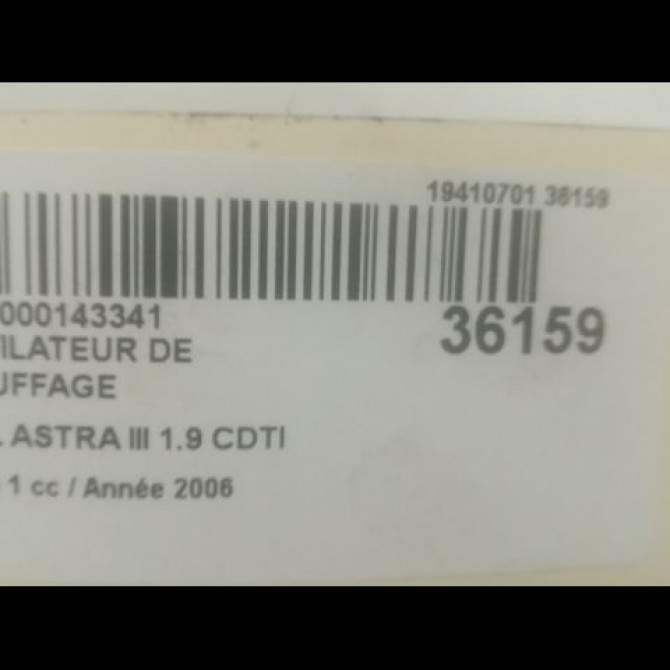 19410701 36159
000143341
36159
ILATEUR DE
UFFAGE
. ASTRA III 1.9 CDTI
1 cc / Année 2006